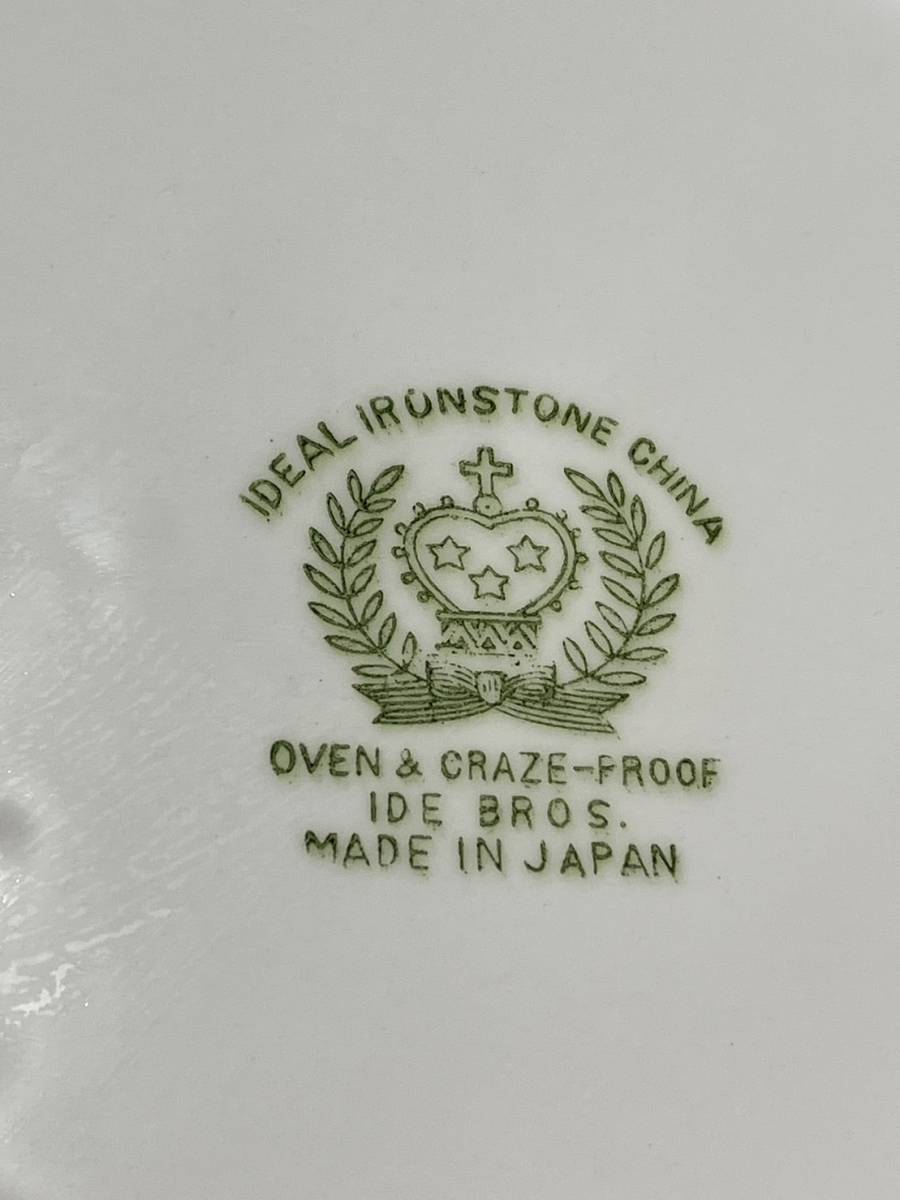 IDEAL IRONSTONE CHINA
OVEN & CRAZE-PROOF
IDE BROS.
MADE IN JAPAN